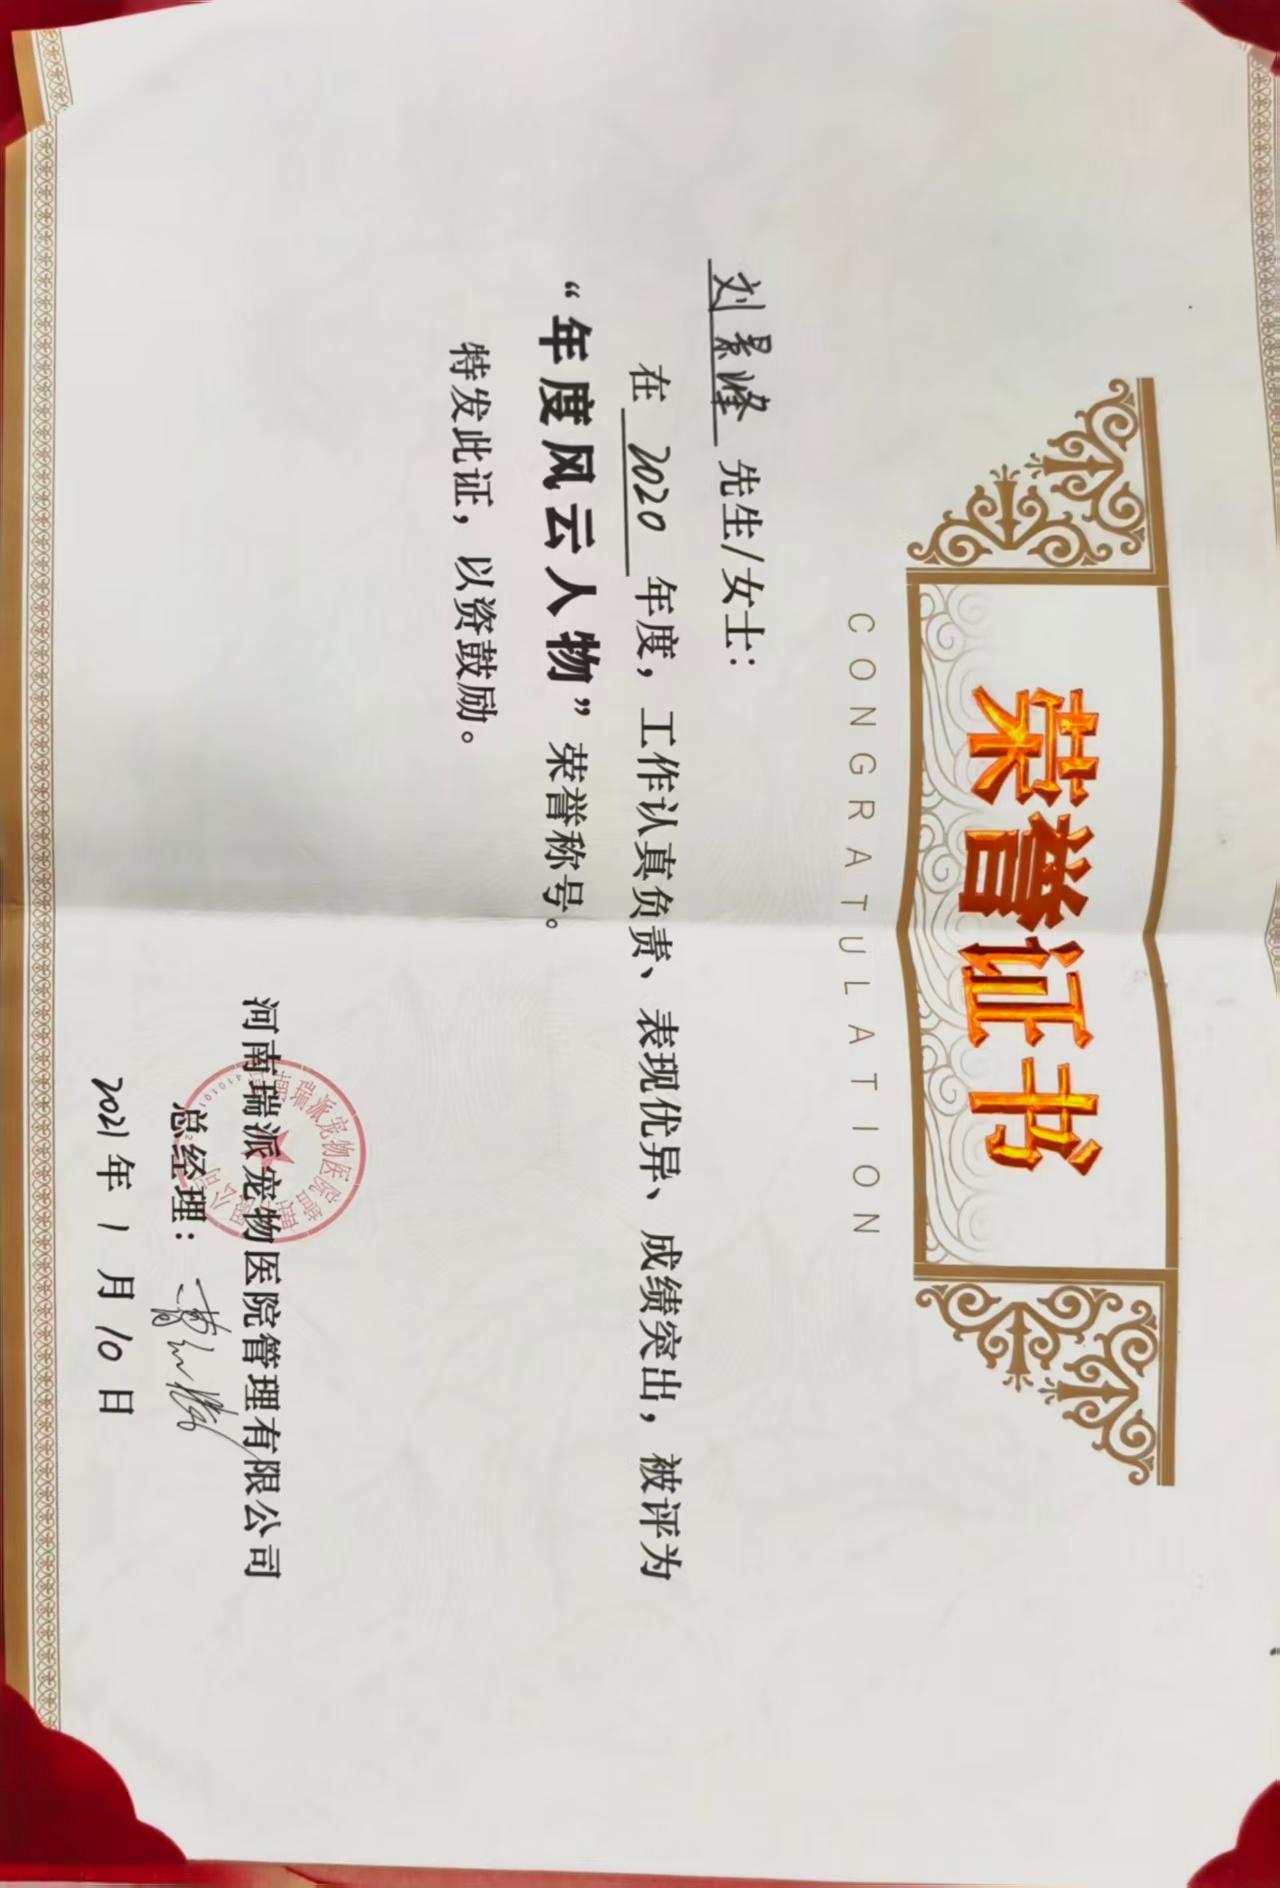 荣誉证书
CONGRATULATION
刘景峰 先生/女士：
在 2020 年度，工作认真负责、表现优异、成绩突出，被评为
“年度风云人物”荣誉称号。
特发此证，以资鼓励。
河南瑞派宠物医院管理有限公司
总经理：
2021年1月10日